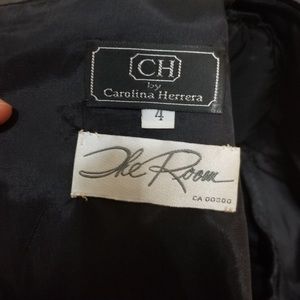 CH
by
Carolina Herrera
4
The Room
CA 00000